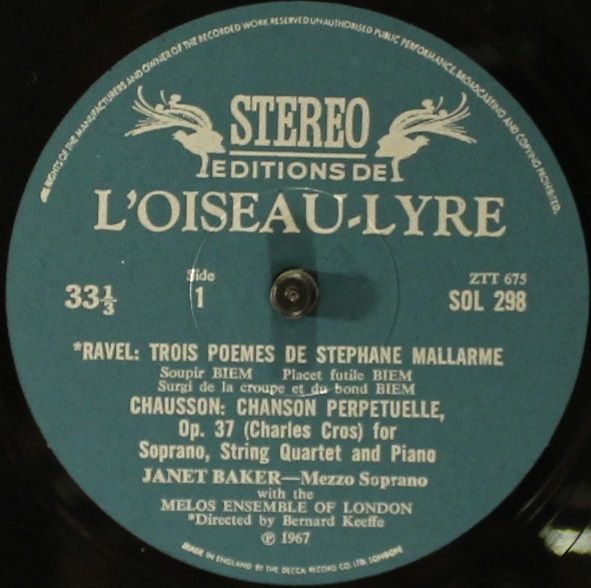 ALL RIGHTS OF THE MANUFACTURERS AND OWNER OF THE RECORDED WORK RESERVED UNAUTHORISED PUBLIC PERFORMANCE, BROADCASTING AND COPYING PROHIBITED.
STEREO
EDITIONS DE
L'OISEAU-LYRE
33⅓ Side 1 ZTT 675
SOL 298
*RAVEL: TROIS POEMES DE STEPHANE MALLARME
Soupir BIEM Placet futile BIEM
Surgi de la croupe et du bond BIEM
CHAUSSON: CHANSON PERPETUELLE,
Op. 37 (Charles Cros) for
Soprano, String Quartet and Piano
JANET BAKER—Mezzo Soprano
with the
MELOS ENSEMBLE OF LONDON
*Directed by Bernard Keeffe
℗ 1967
MADE IN ENGLAND BY THE DECCA RECORD CO. LTD. LONDON